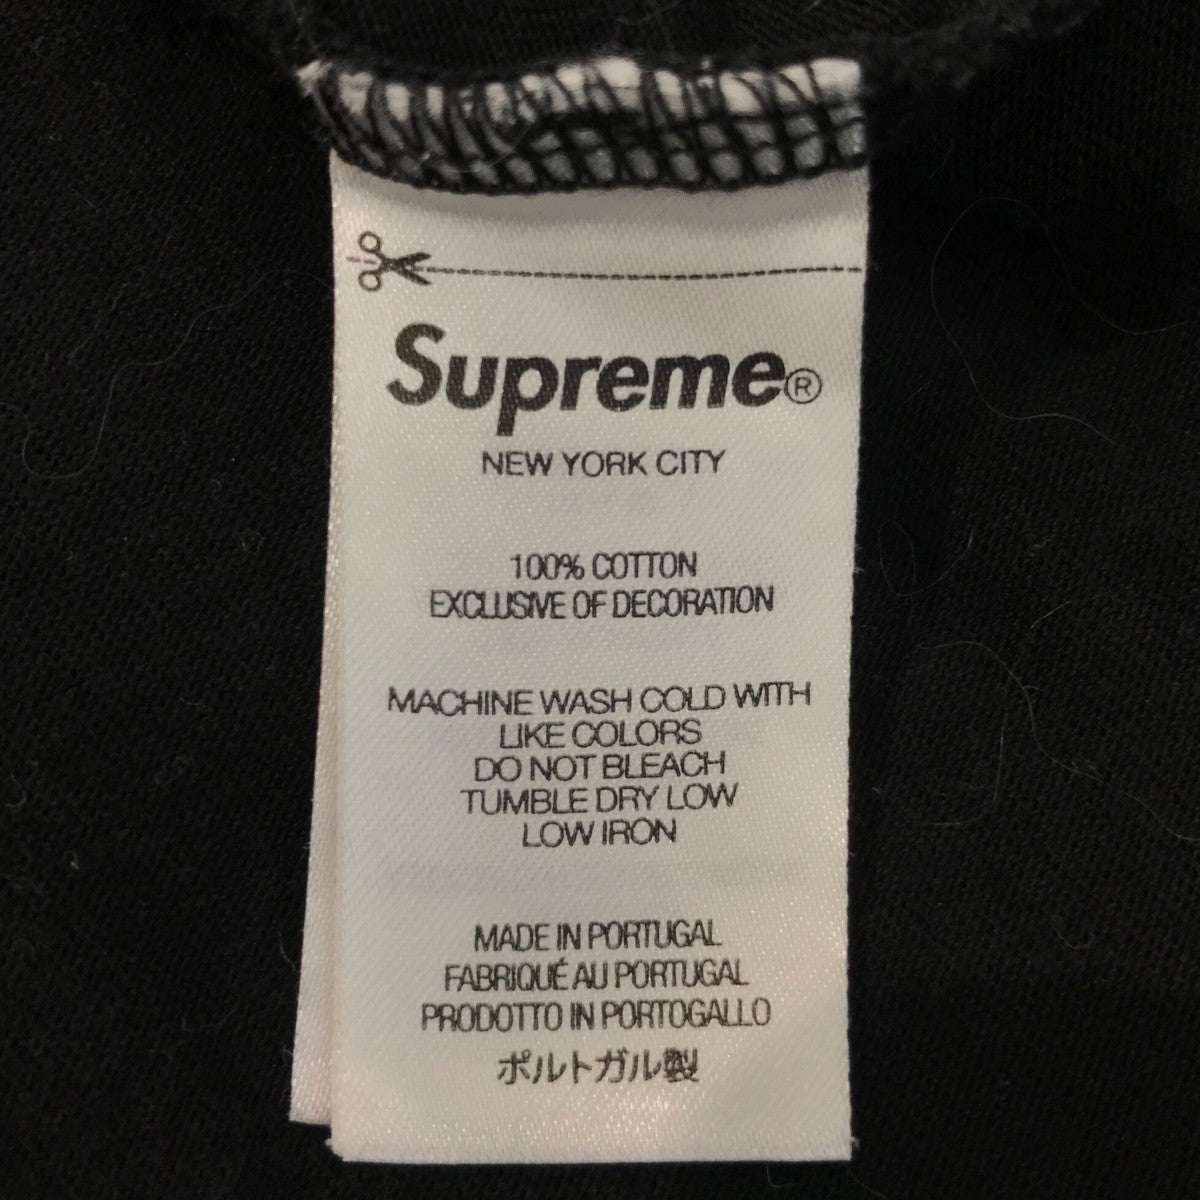 Supreme®
NEW YORK CITY
100% COTTON
EXCLUSIVE OF DECORATION
MACHINE WASH COLD WITH
LIKE COLORS
DO NOT BLEACH
TUMBLE DRY LOW
LOW IRON
MADE IN PORTUGAL
FABRIQUÉ AU PORTUGAL
PRODOTTO IN PORTOGALLO
ポルトガル製